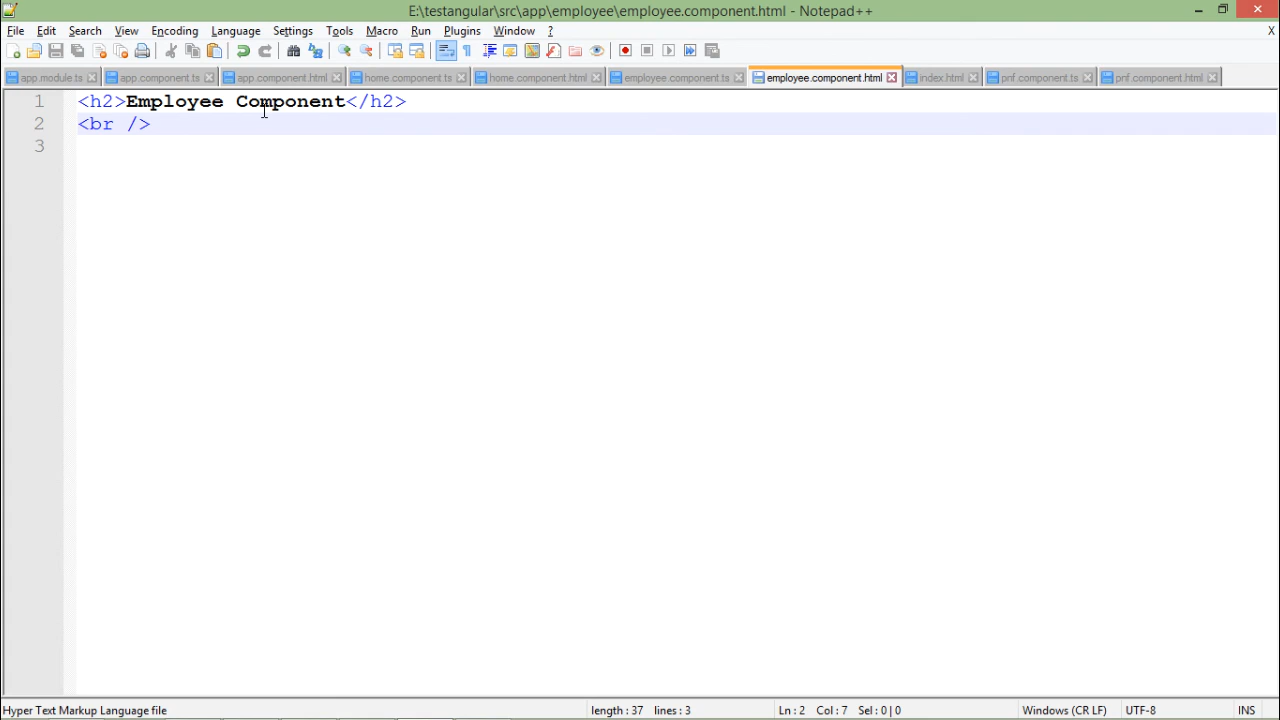 E:\testangular\src\app\employee\employee.component.html - Notepad++
File Edit Search View Encoding Language Settings Tools Macro Run Plugins Window ? X
app.module.ts app.component.ts app.component.html home.component.ts home.component.html employee.component.ts employee.component.html index.html pnf.component.ts pnf.component.html
1 <h2>Employee Component</h2>
2 <br />
3
Hyper Text Markup Language file length : 37 lines : 3 Ln : 2 Col : 7 Sel : 0 | 0 Windows (CR LF) UTF-8 INS